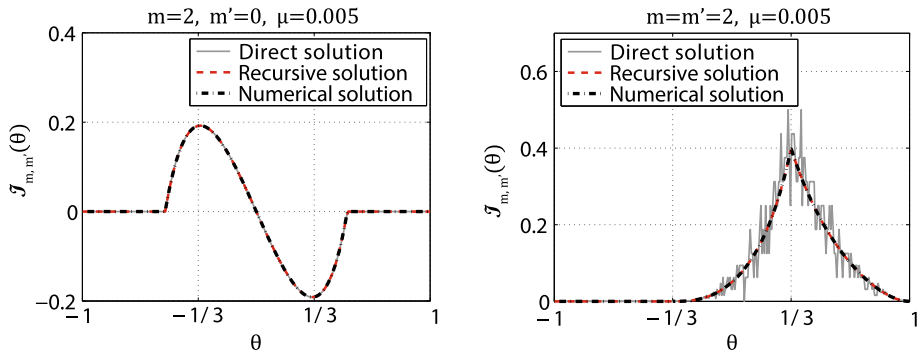 m=2, m'=0, μ=0.005
0.4
0.2
0
−0.2
𝒥m, m'(θ)
Direct solution
Recursive solution
Numerical solution
−1
−1/3
1/3
1
θ
m=m'=2, μ=0.005
0.6
0.4
0.2
0
𝒥m, m'(θ)
Direct solution
Recursive solution
Numerical solution
−1
−1/3
1/3
1
θ